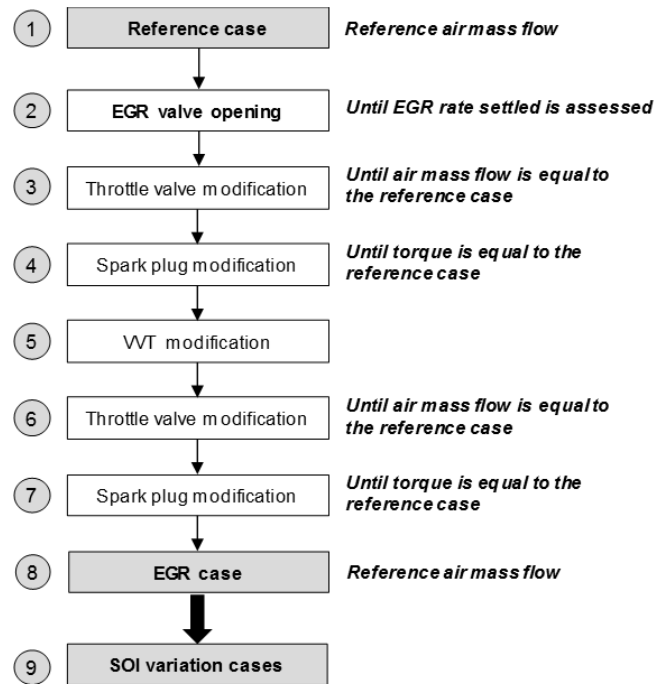 1
Reference case
Reference air mass flow
2
EGR valve opening
Until EGR rate settled is assessed
3
Throttle valve modification
Until air mass flow is equal to
the reference case
4
Spark plug modification
Until torque is equal to the
reference case
5
VVT modification
6
Throttle valve modification
Until air mass flow is equal to
the reference case
7
Spark plug modification
Until torque is equal to the
reference case
8
EGR case
Reference air mass flow
9
SOI variation cases